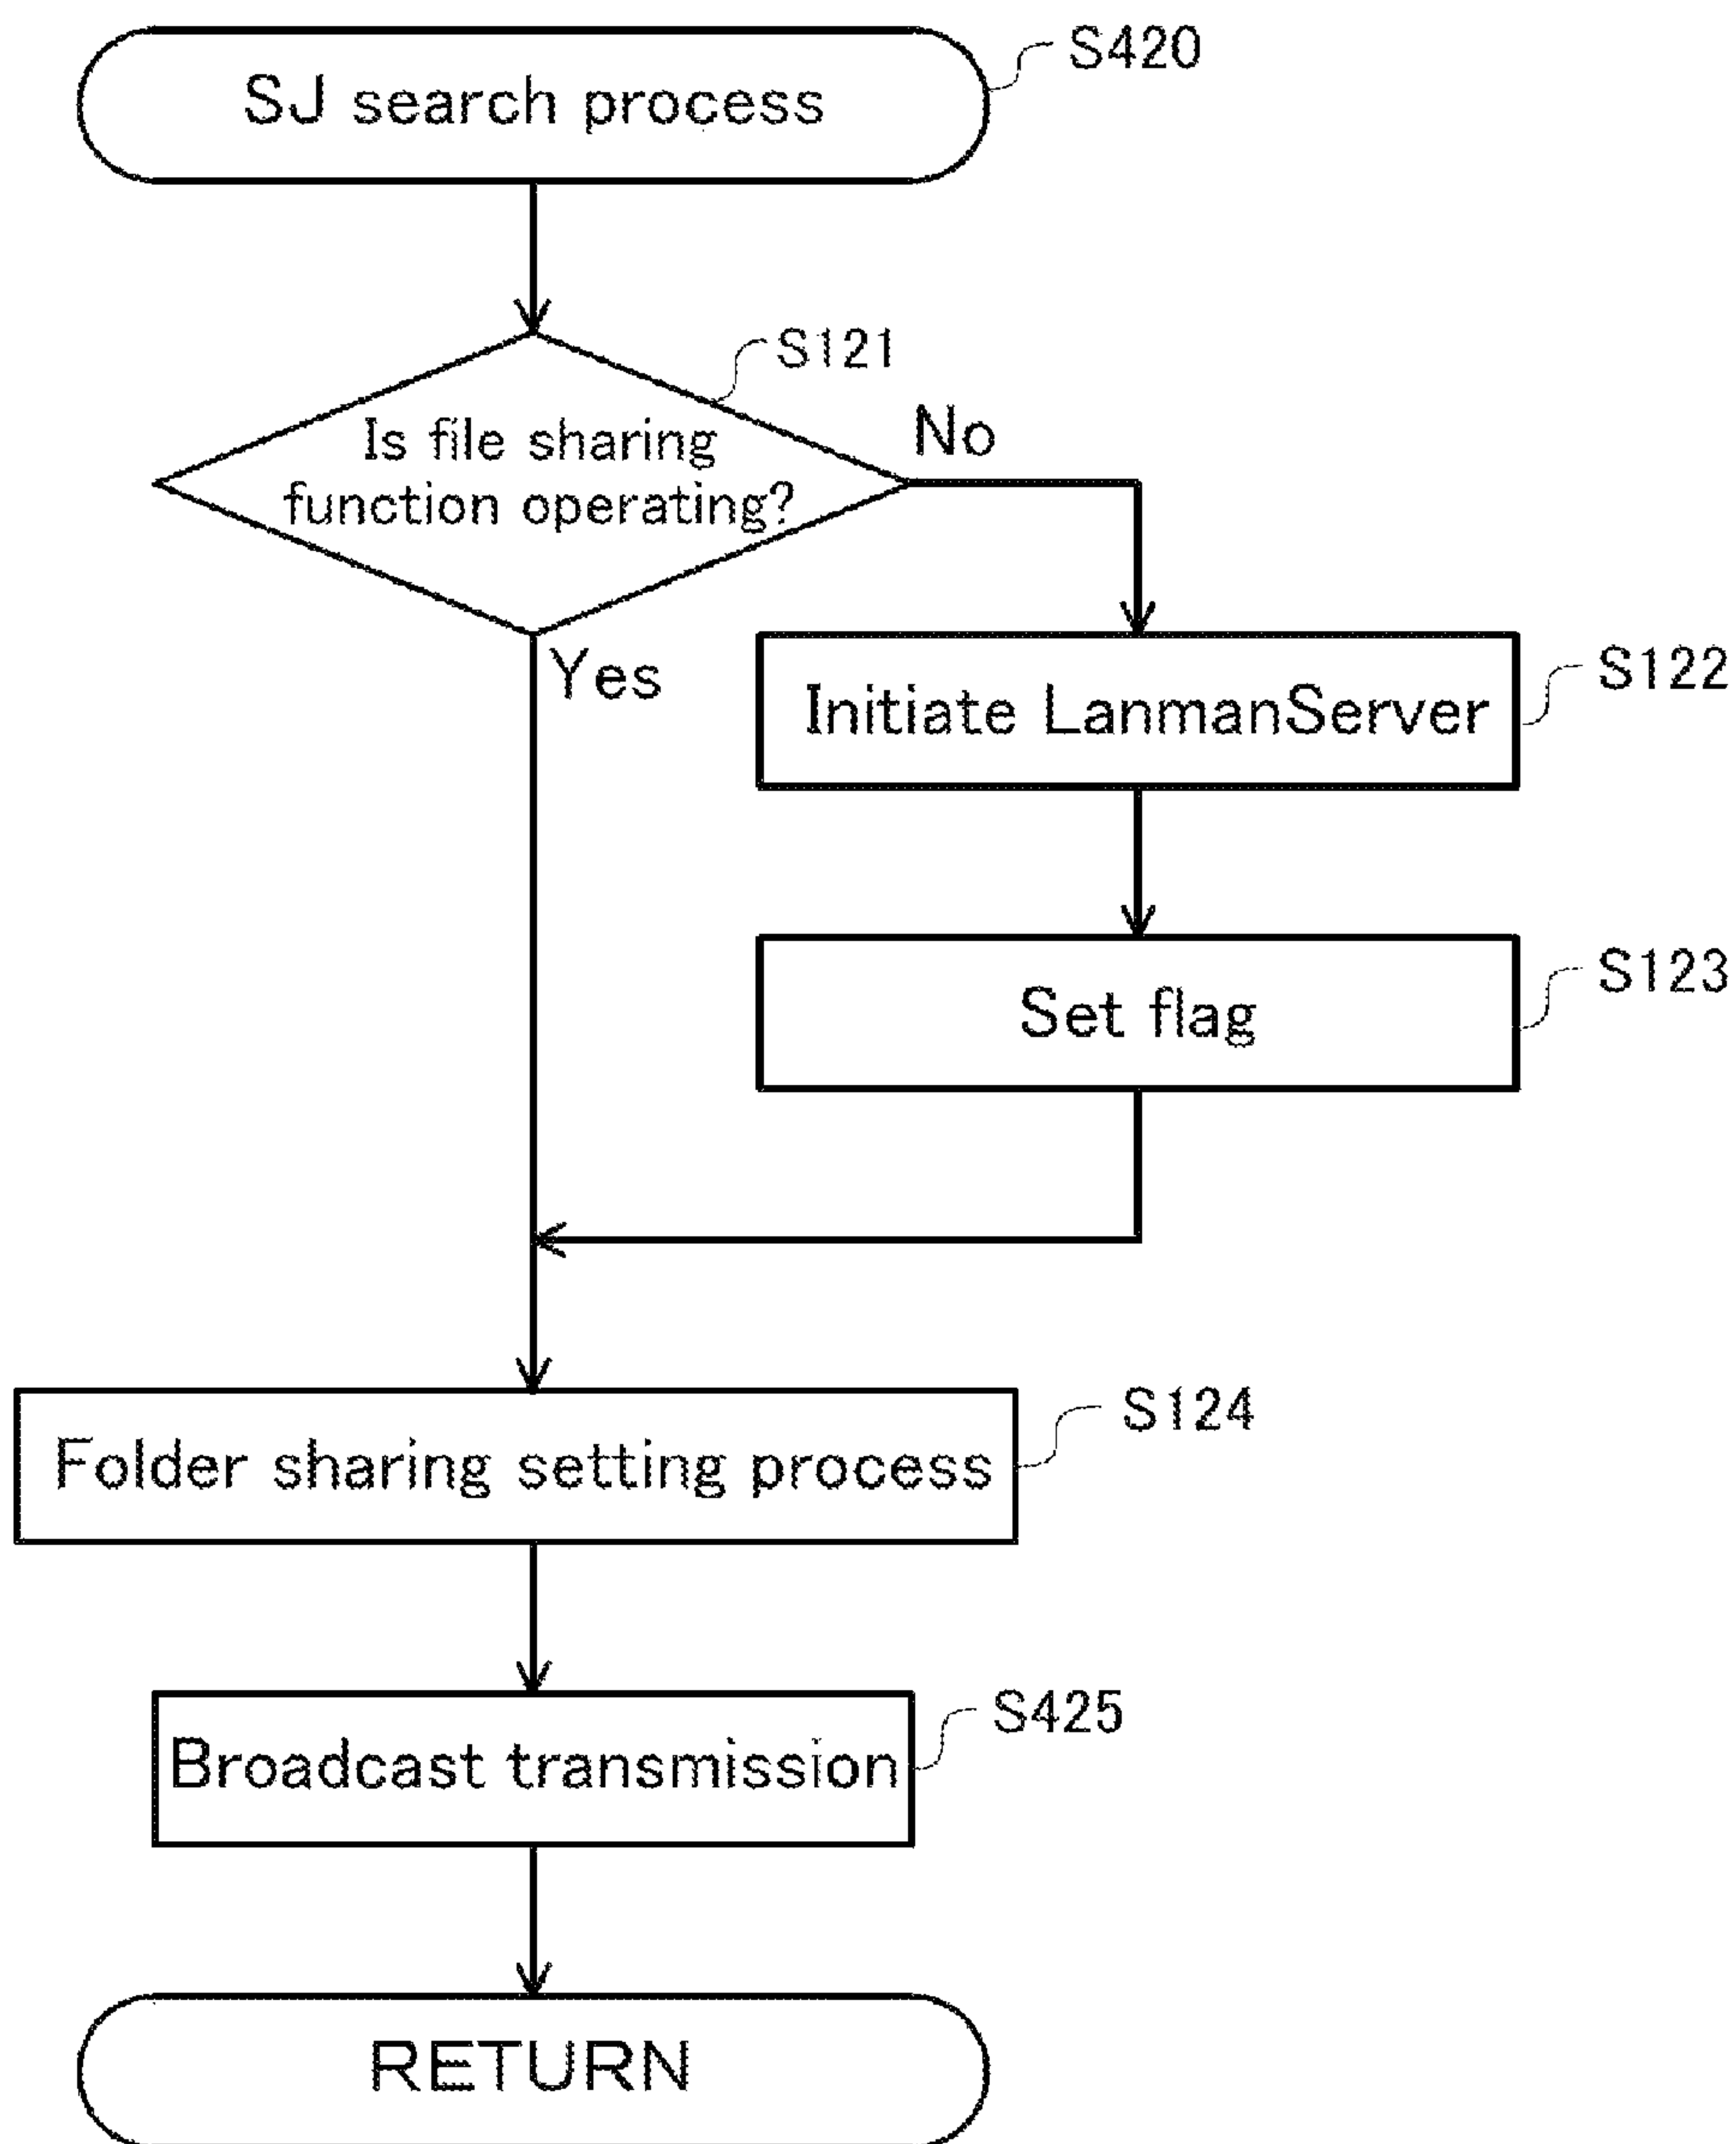 SJ search process
S420
S121
Is file sharing
function operating?
No
Yes
Initiate LanmanServer
S122
Set flag
S123
Folder sharing setting process
S124
Broadcast transmission
S425
RETURN